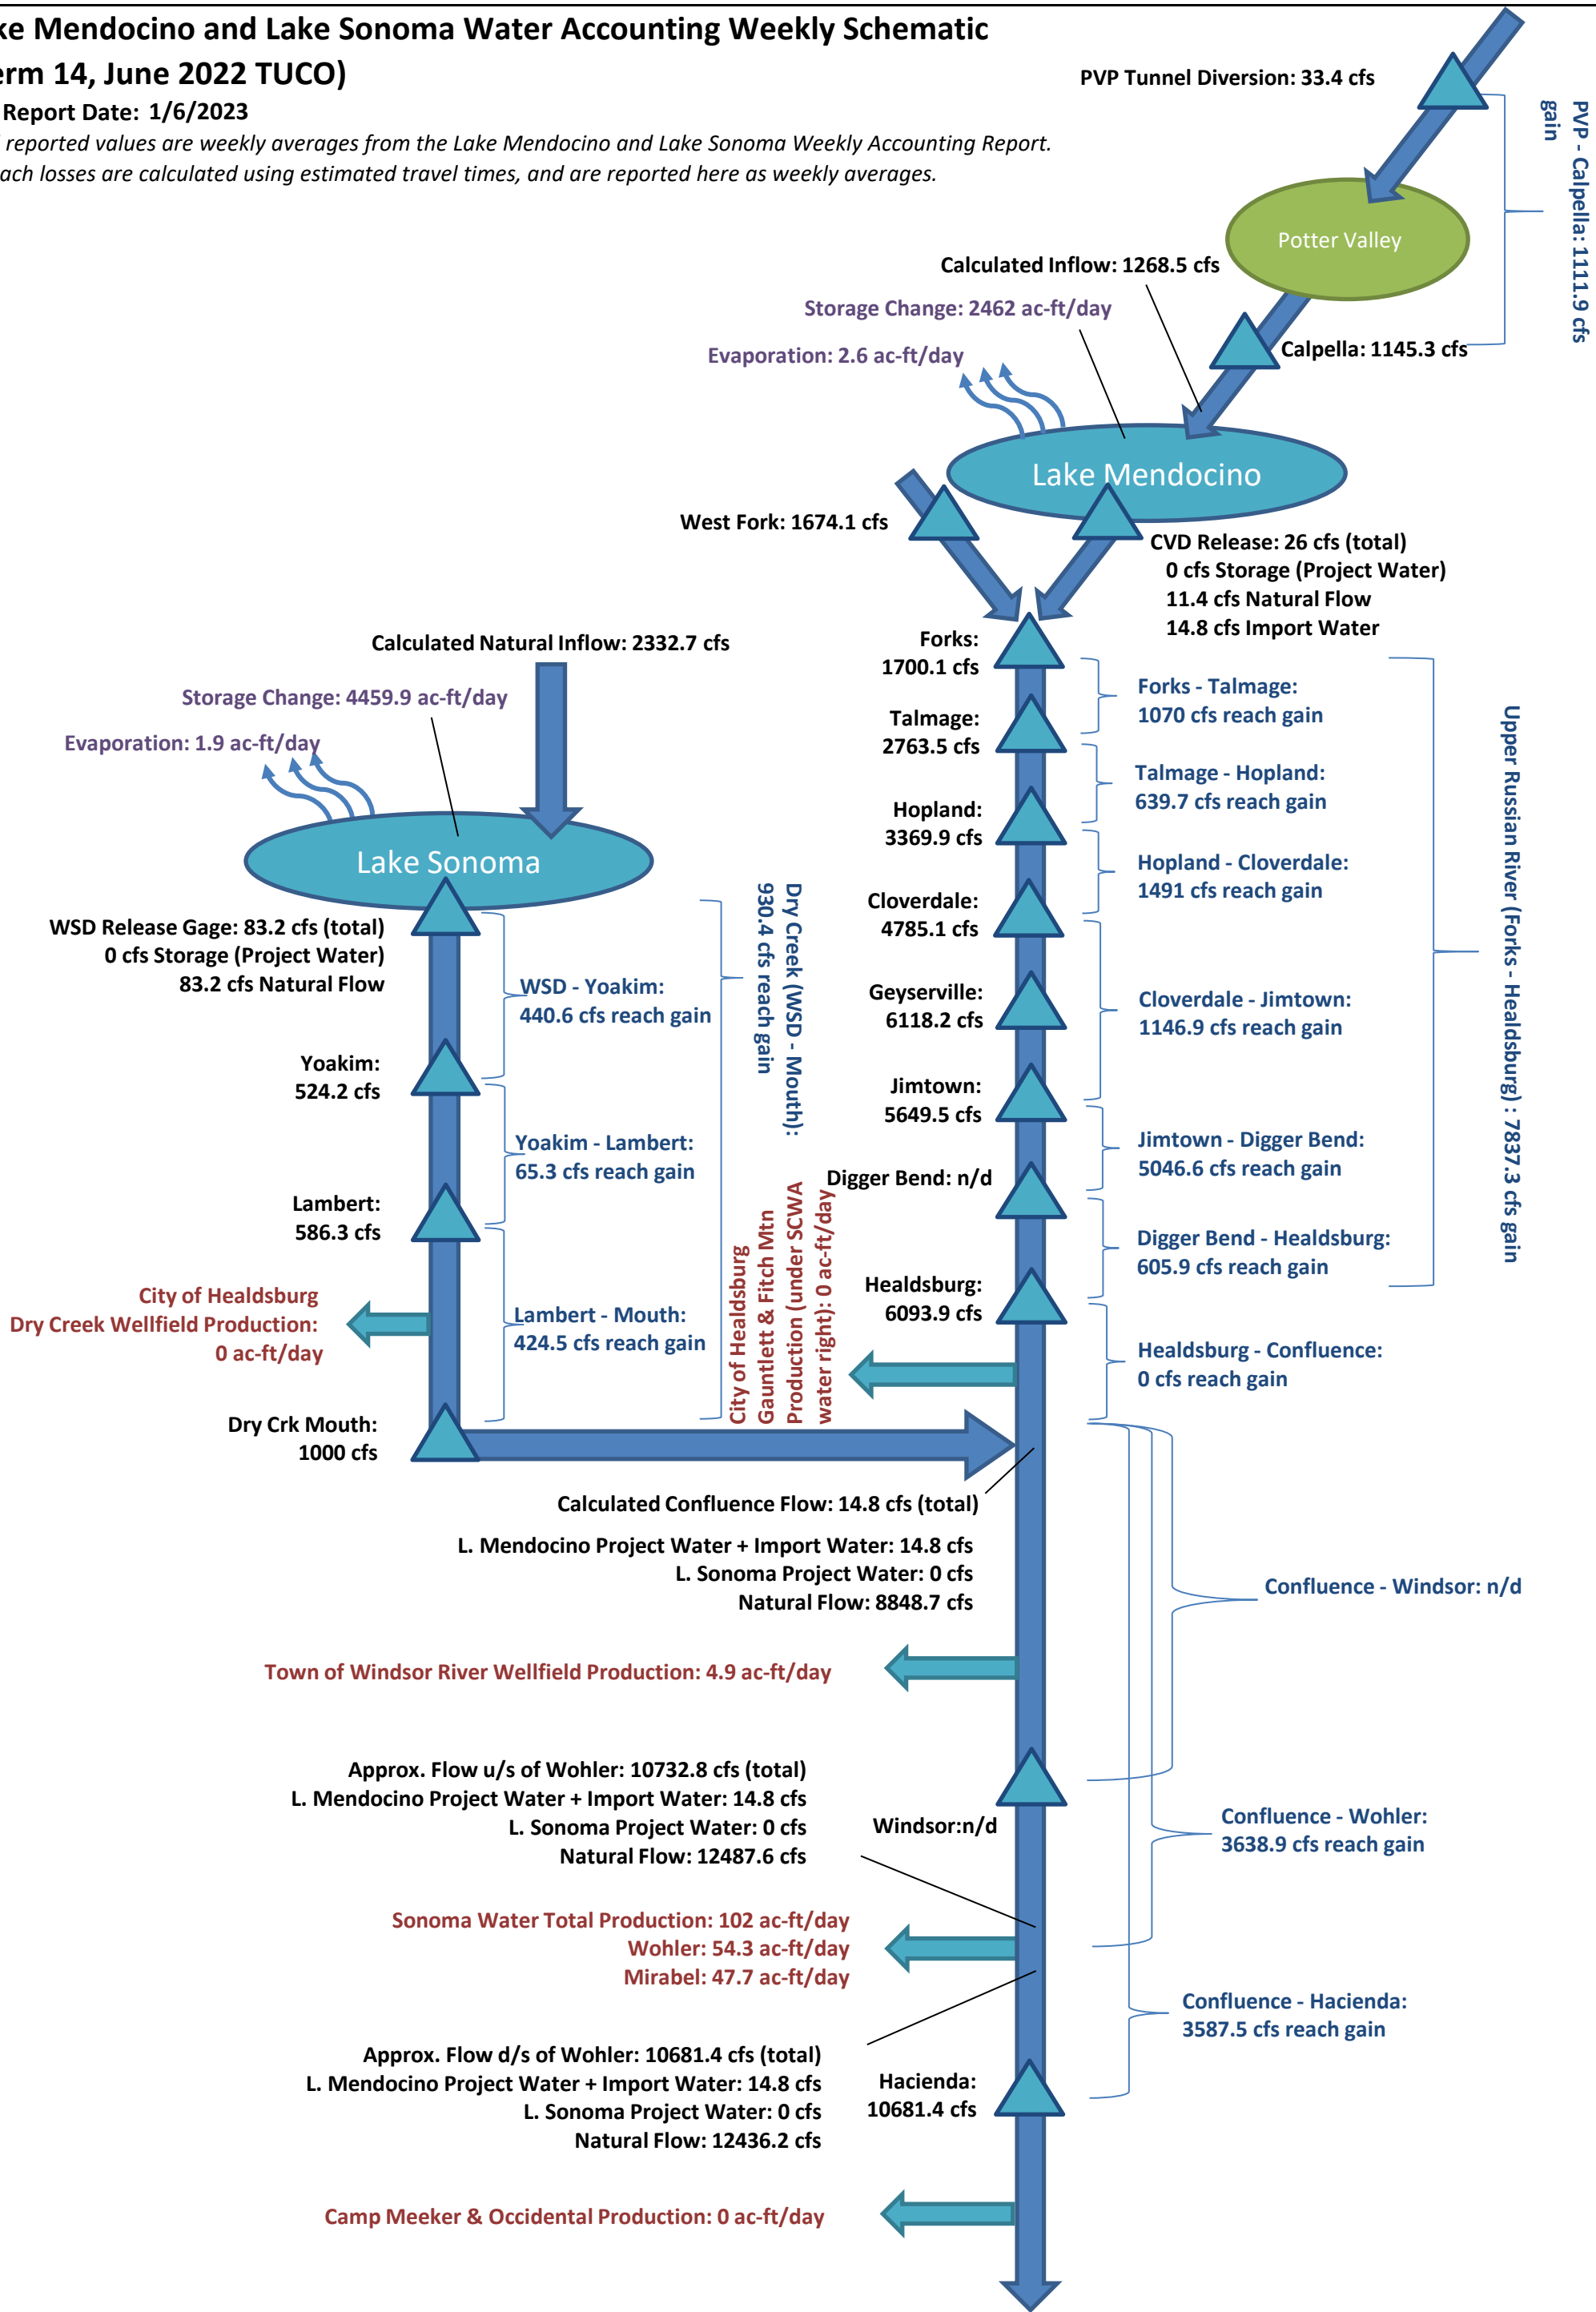 ke Mendocino and Lake Sonoma Water Accounting Weekly Schematic
erm 14, June 2022 TUCO)
Report Date: 1/6/2023
l reported values are weekly averages from the Lake Mendocino and Lake Sonoma Weekly Accounting Report.
ach losses are calculated using estimated travel times, and are reported here as weekly averages.
PVP Tunnel Diversion: 33.4 cfs
PVP - Calpella: 1111.9 cfs
gain
Potter Valley
Calculated Inflow: 1268.5 cfs
Storage Change: 2462 ac-ft/day
Evaporation: 2.6 ac-ft/day
Calpella: 1145.3 cfs
Lake Mendocino
West Fork: 1674.1 cfs
CVD Release: 26 cfs (total)
0 cfs Storage (Project Water)
11.4 cfs Natural Flow
14.8 cfs Import Water
Calculated Natural Inflow: 2332.7 cfs
Storage Change: 4459.9 ac-ft/day
Evaporation: 1.9 ac-ft/day
Lake Sonoma
WSD Release Gage: 83.2 cfs (total)
0 cfs Storage (Project Water)
83.2 cfs Natural Flow
WSD - Yoakim:
440.6 cfs reach gain
Yoakim:
524.2 cfs
Yoakim - Lambert:
65.3 cfs reach gain
Lambert:
586.3 cfs
City of Healdsburg
Dry Creek Wellfield Production:
0 ac-ft/day
Lambert - Mouth:
424.5 cfs reach gain
Dry Crk Mouth:
1000 cfs
Dry Creek (WSD - Mouth):
930.4 cfs reach gain
City of Healdsburg
Gauntlett & Fitch Mtn
Production (under SCWA
water right): 0 ac-ft/day
Forks:
1700.1 cfs
Forks - Talmage:
1070 cfs reach gain
Talmage:
2763.5 cfs
Talmage - Hopland:
639.7 cfs reach gain
Hopland:
3369.9 cfs
Hopland - Cloverdale:
1491 cfs reach gain
Cloverdale:
4785.1 cfs
Geyserville:
6118.2 cfs
Cloverdale - Jimtown:
1146.9 cfs reach gain
Jimtown:
5649.5 cfs
Jimtown - Digger Bend:
5046.6 cfs reach gain
Digger Bend: n/d
Digger Bend - Healdsburg:
605.9 cfs reach gain
Healdsburg:
6093.9 cfs
Healdsburg - Confluence:
0 cfs reach gain
Upper Russian River (Forks - Healdsburg) : 7837.3 cfs gain
Calculated Confluence Flow: 14.8 cfs (total)
L. Mendocino Project Water + Import Water: 14.8 cfs
L. Sonoma Project Water: 0 cfs
Natural Flow: 8848.7 cfs
Confluence - Windsor: n/d
Town of Windsor River Wellfield Production: 4.9 ac-ft/day
Approx. Flow u/s of Wohler: 10732.8 cfs (total)
L. Mendocino Project Water + Import Water: 14.8 cfs
L. Sonoma Project Water: 0 cfs
Natural Flow: 12487.6 cfs
Windsor:n/d
Confluence - Wohler:
3638.9 cfs reach gain
Sonoma Water Total Production: 102 ac-ft/day
Wohler: 54.3 ac-ft/day
Mirabel: 47.7 ac-ft/day
Confluence - Hacienda:
3587.5 cfs reach gain
Approx. Flow d/s of Wohler: 10681.4 cfs (total)
L. Mendocino Project Water + Import Water: 14.8 cfs
L. Sonoma Project Water: 0 cfs
Natural Flow: 12436.2 cfs
Hacienda:
10681.4 cfs
Camp Meeker & Occidental Production: 0 ac-ft/day